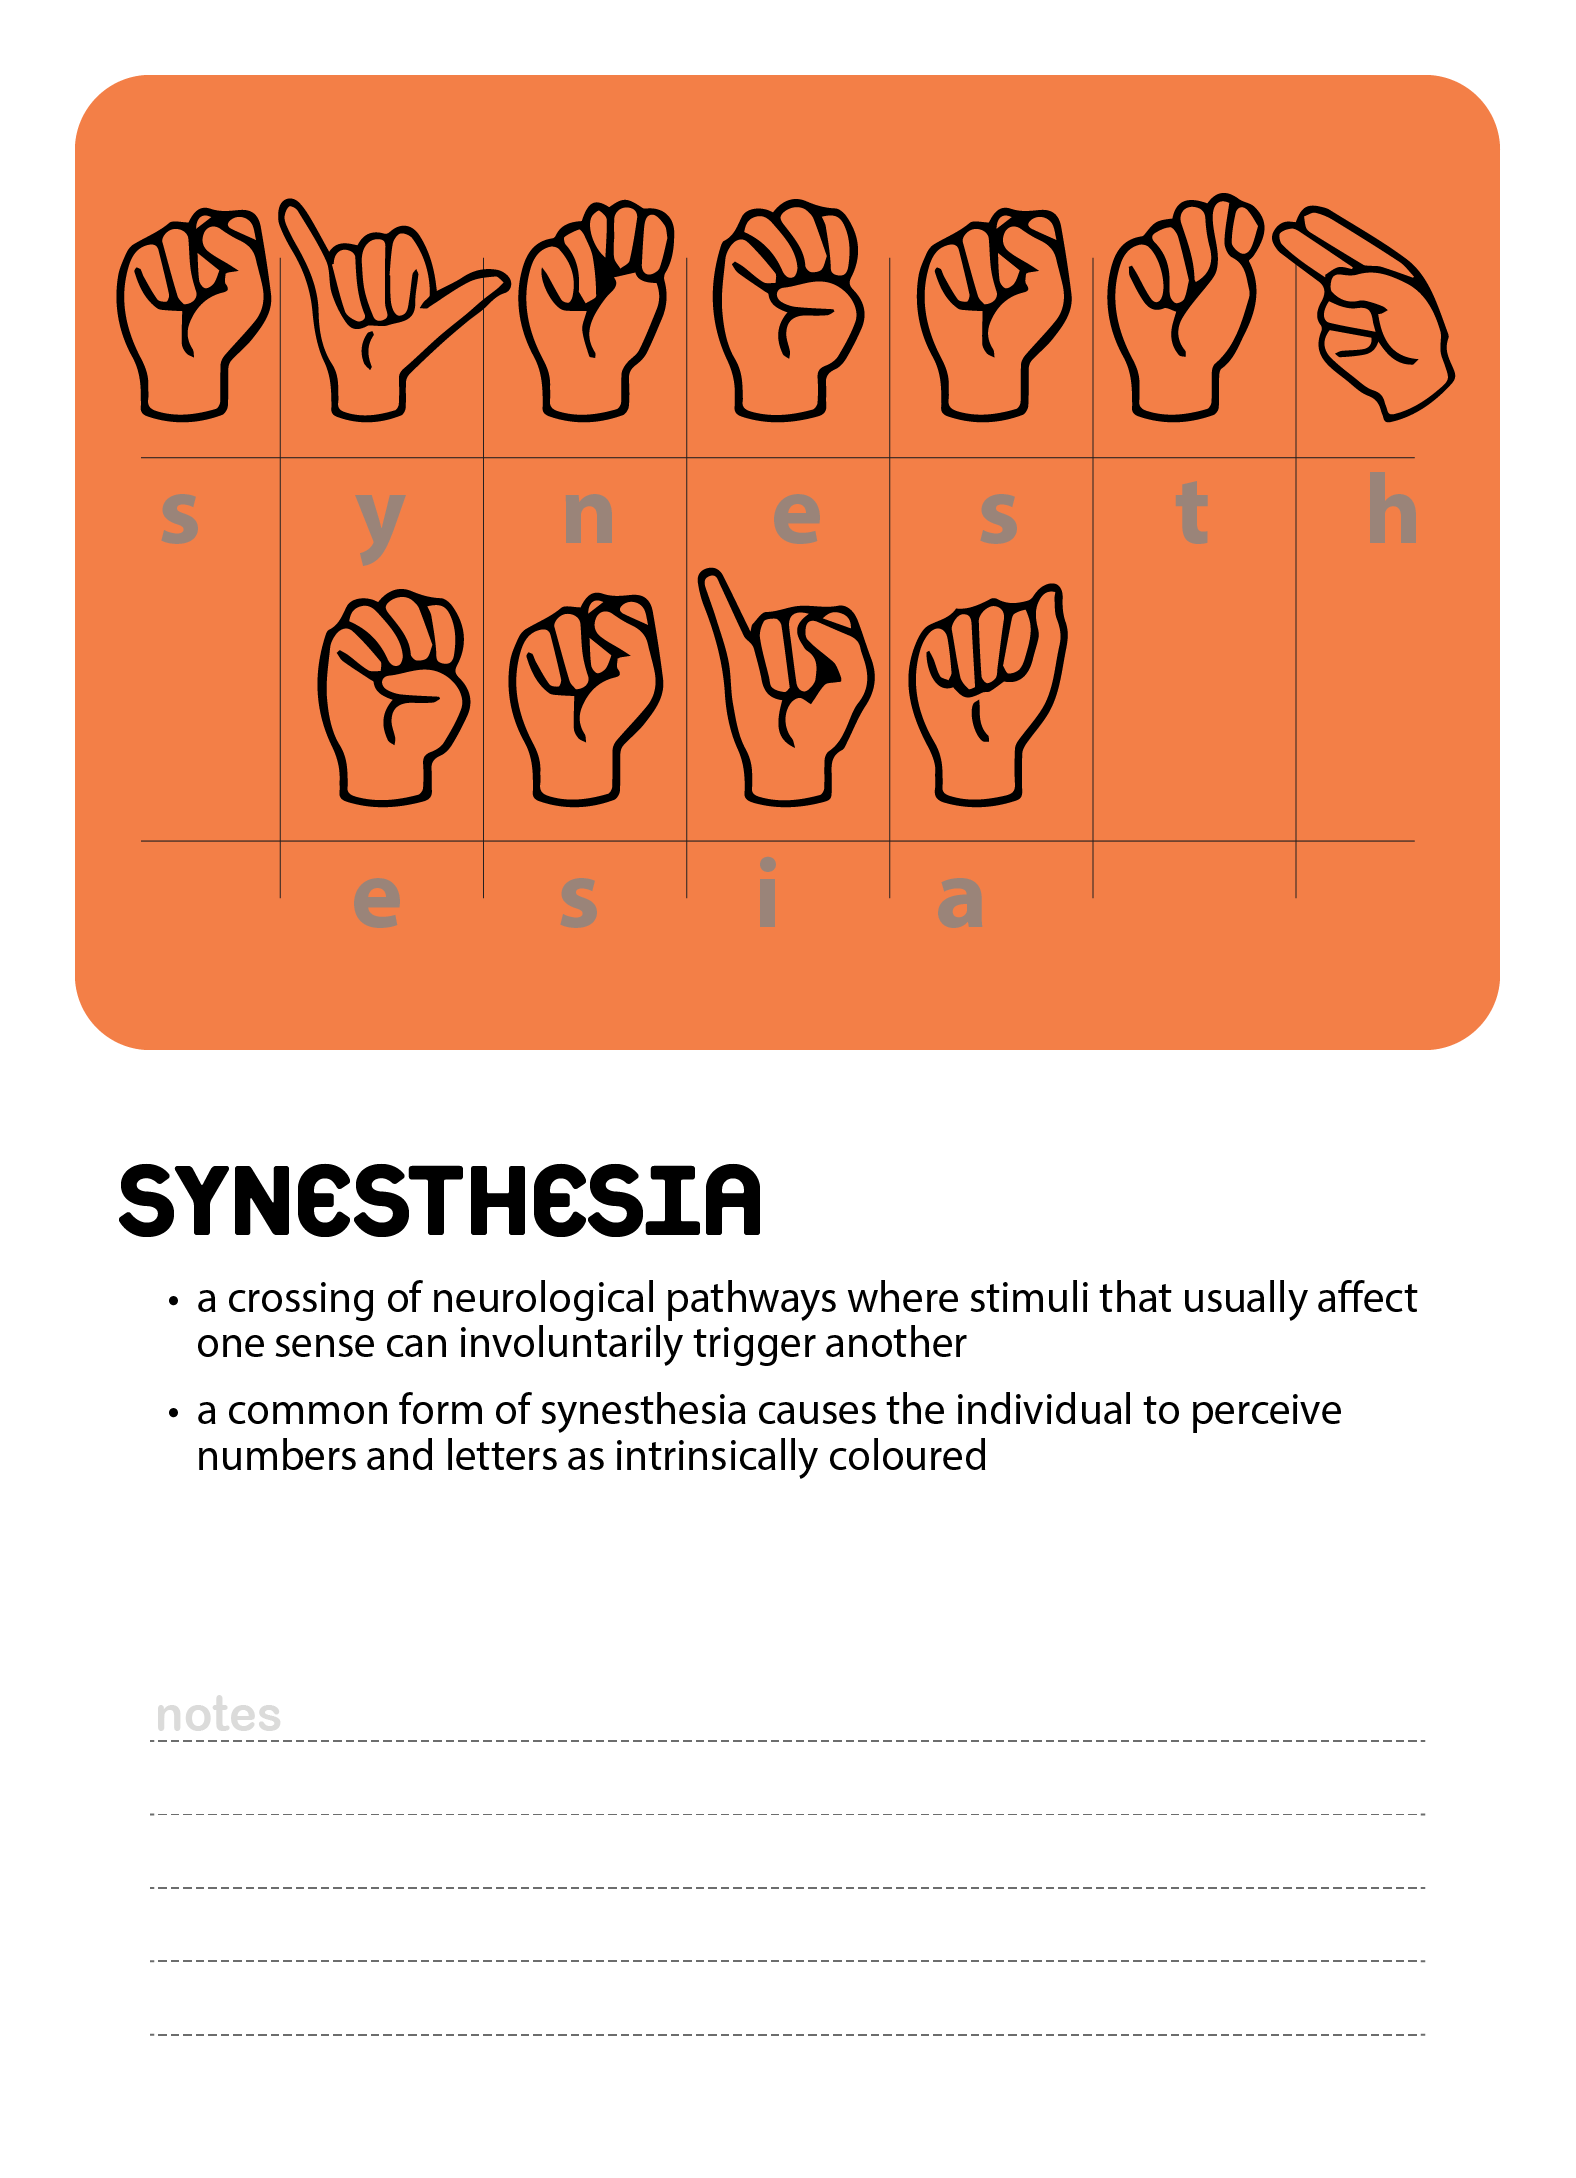 s y n e s t h
e s i a
SYNESTHESIA
• a crossing of neurological pathways where stimuli that usually affect
one sense can involuntarily trigger another
• a common form of synesthesia causes the individual to perceive
numbers and letters as intrinsically coloured
notes